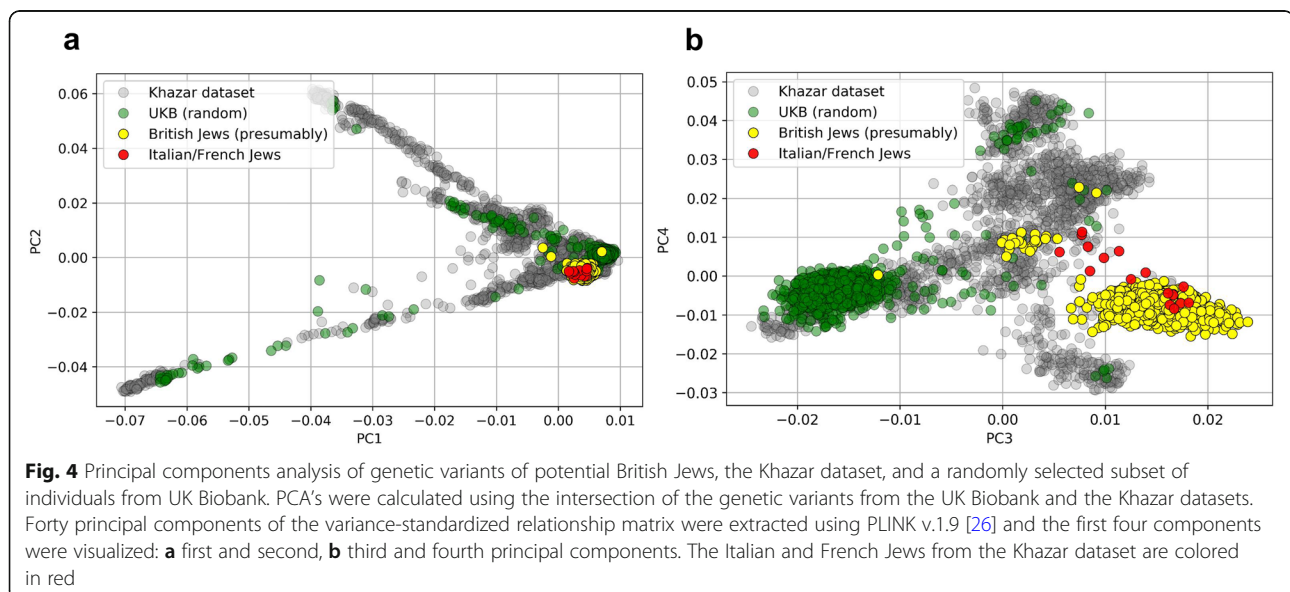 a
0.06
0.04
0.02
0.00
−0.02
−0.04
PC2
Khazar dataset
UKB (random)
British Jews (presumably)
Italian/French Jews
−0.07
−0.06
−0.05
−0.04
−0.03
−0.02
−0.01
0.00
0.01
PC1
b
0.05
0.04
0.03
0.02
0.01
0.00
−0.01
−0.02
−0.03
PC4
Khazar dataset
UKB (random)
British Jews (presumably)
Italian/French Jews
−0.02
−0.01
0.00
0.01
0.02
PC3
Fig. 4 Principal components analysis of genetic variants of potential British Jews, the Khazar dataset, and a randomly selected subset of
individuals from UK Biobank. PCA's were calculated using the intersection of the genetic variants from the UK Biobank and the Khazar datasets.
Forty principal components of the variance-standardized relationship matrix were extracted using PLINK v.1.9 [26] and the first four components
were visualized: a first and second, b third and fourth principal components. The Italian and French Jews from the Khazar dataset are colored
in red